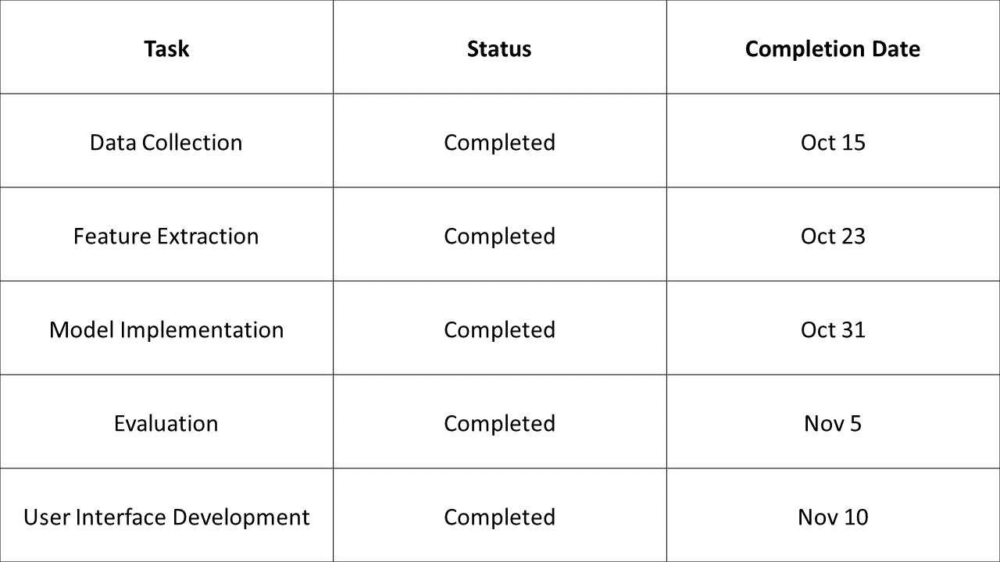 Task Status Completion Date
Data Collection Completed Oct 15
Feature Extraction Completed Oct 23
Model Implementation Completed Oct 31
Evaluation Completed Nov 5
User Interface Development Completed Nov 10